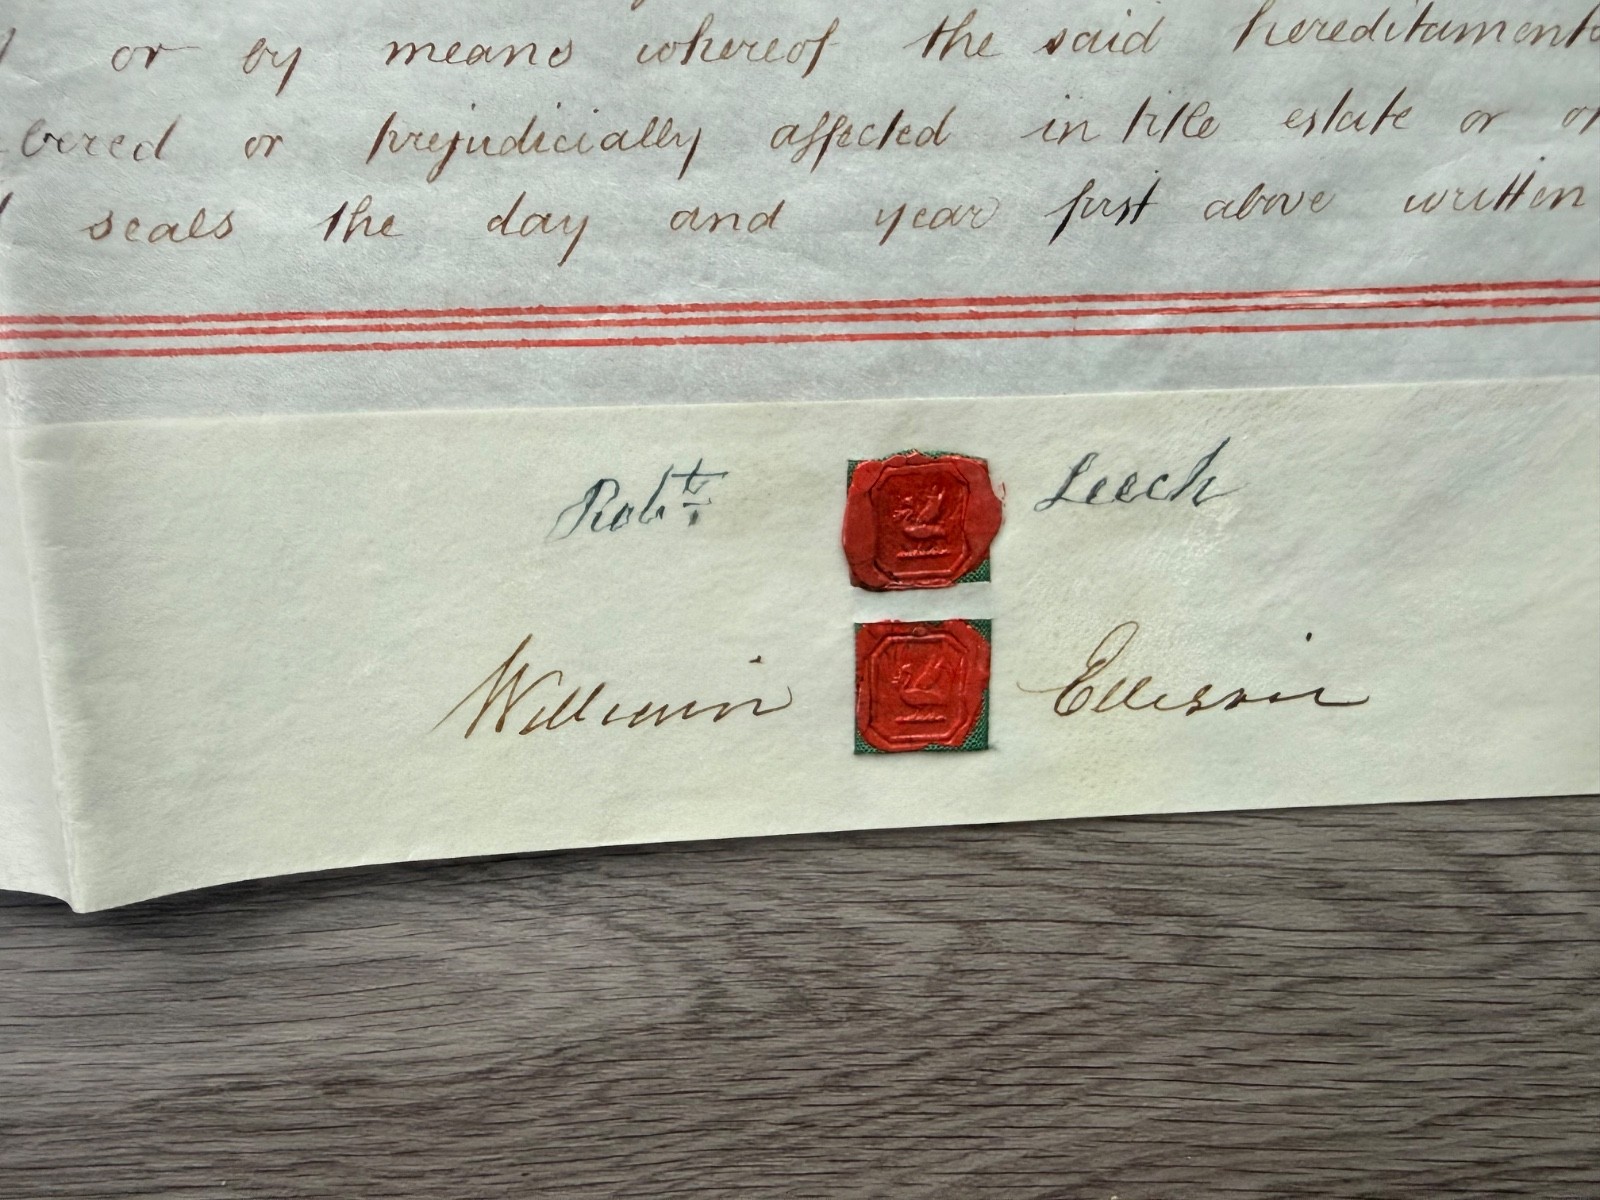 or by means whereof the said hereditaments
bered or prejudicially affected in title estate or
seals the day and year first above written
Robt Leech
William Ellison